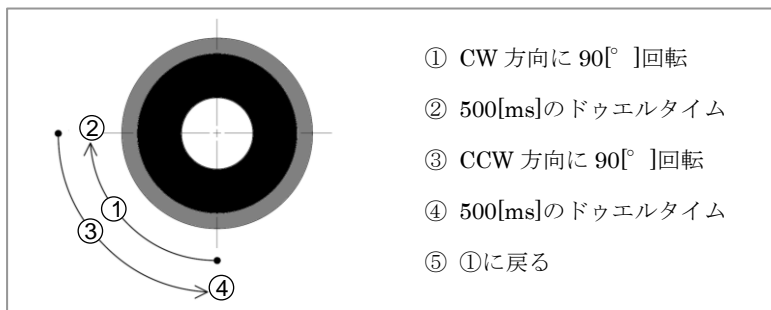 ②
①
③
④
① CW 方向に 90[° ]回転
② 500[ms]のドゥエルタイム
③ CCW 方向に 90[° ]回転
④ 500[ms]のドゥエルタイム
⑤ ①に戻る